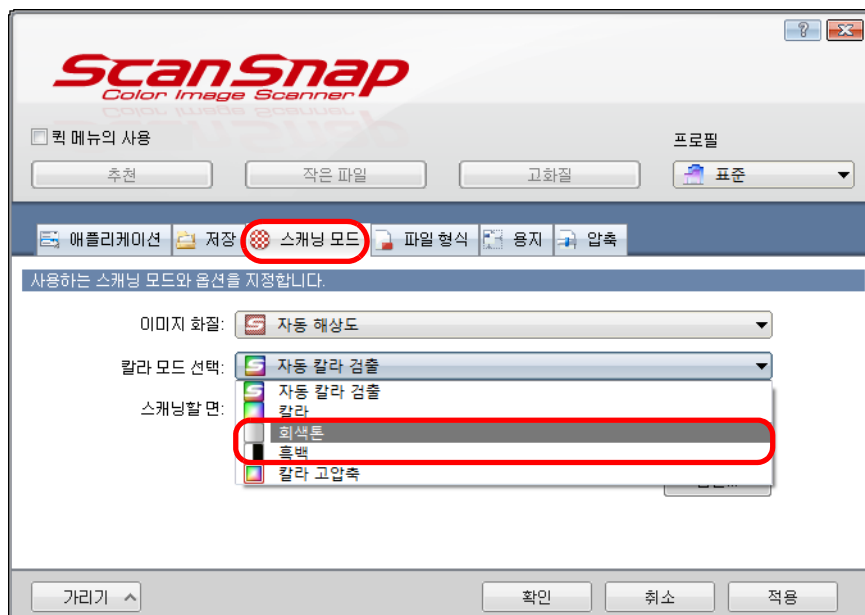 ScanSnap
Color Image Scanner
퀵 메뉴의 사용
프로필
추천
작은 파일
고화질
표준
애플리케이션
저장
스캐닝 모드
파일 형식
용지
압축
사용하는 스캐닝 모드와 옵션을 지정합니다.
이미지 화질:
자동 해상도
칼라 모드 선택:
자동 칼라 검출
자동 칼라 검출
스캐닝할 면:
칼라
회색톤
흑백
칼라 고압축
가리기
확인
취소
적용